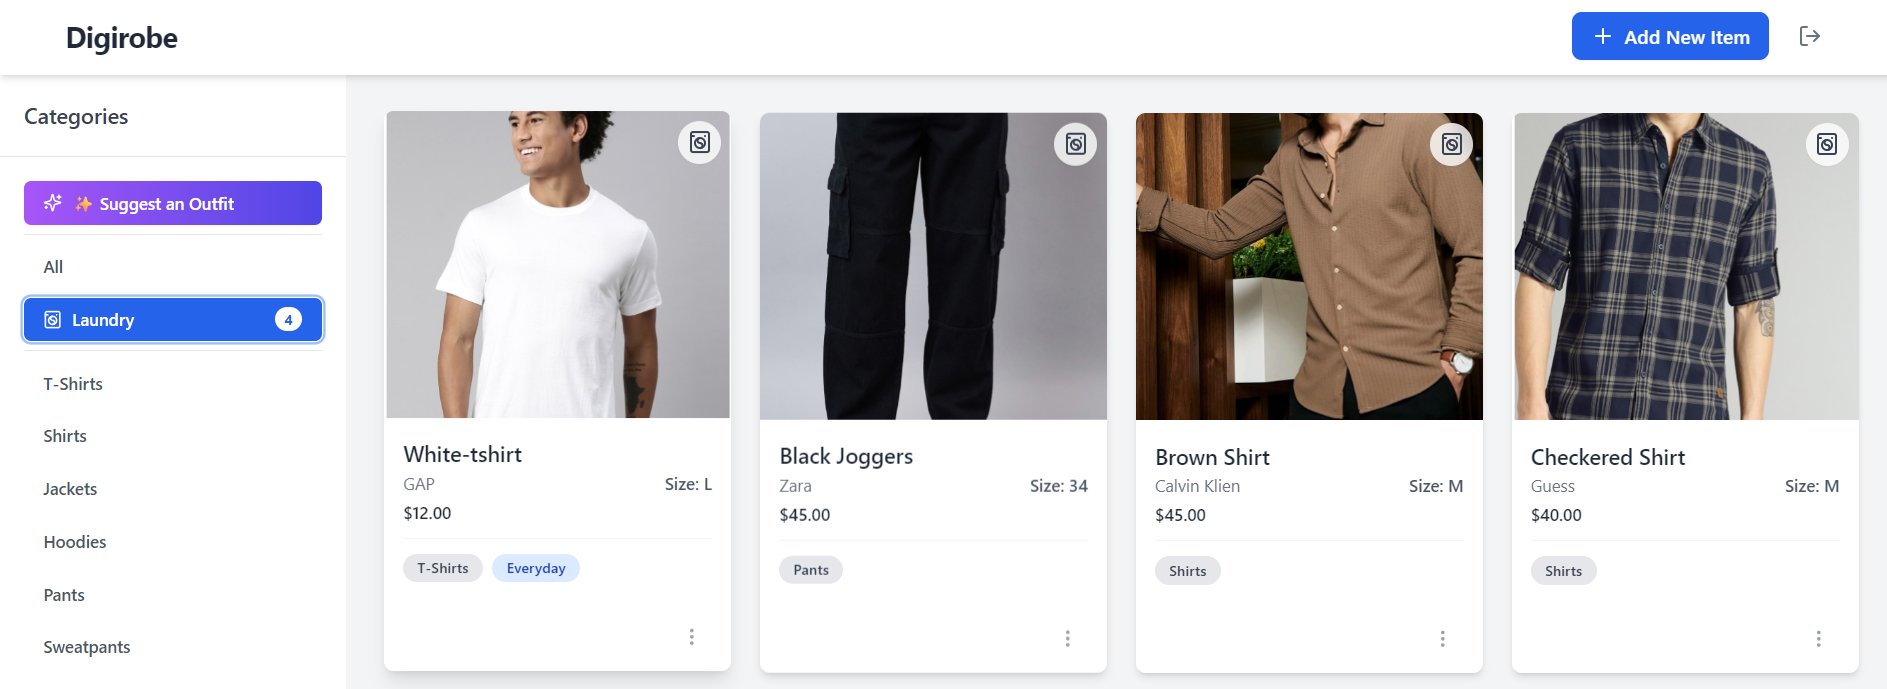 Digirobe
Add New Item
Categories
✨ Suggest an Outfit
All
Laundry 4
T-Shirts
Shirts
Jackets
Hoodies
Pants
Sweatpants
White-tshirt
GAP Size: L
$12.00
T-Shirts Everyday
Black Joggers
Zara Size: 34
$45.00
Pants
Brown Shirt
Calvin Klien Size: M
$45.00
Shirts
Checkered Shirt
Guess Size: M
$40.00
Shirts